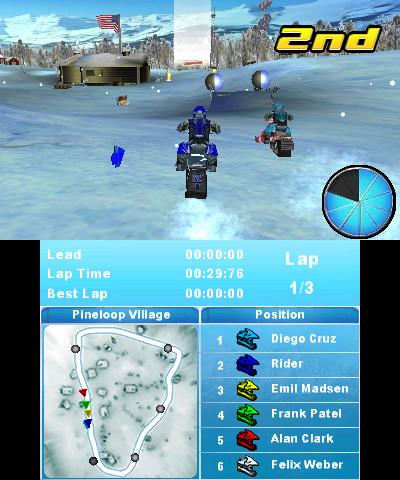 2nd
Lead 00:00:00
Lap Time 00:29:76
Best Lap 00:00:00
Lap
1/3
Pineloop Village
Position
1 Diego Cruz
2 Rider
3 Emil Madsen
4 Frank Patel
5 Alan Clark
6 Felix Weber